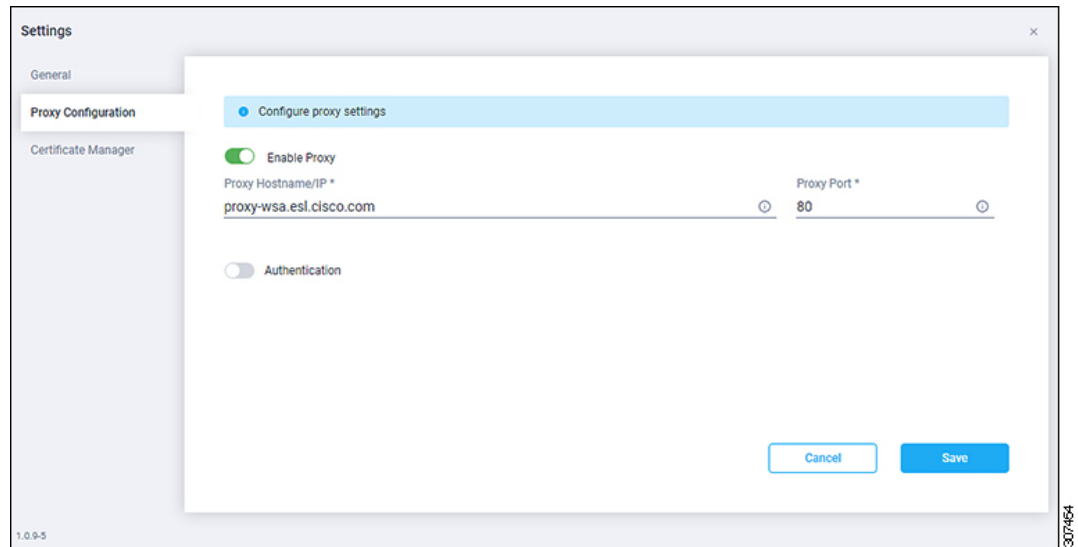 Settings
×
General
Proxy Configuration
Certificate Manager
Configure proxy settings
Enable Proxy
Proxy Hostname/IP * Proxy Port *
proxy-wsa.esl.cisco.com 80
Authentication
Cancel Save
1.0.9-5
307454